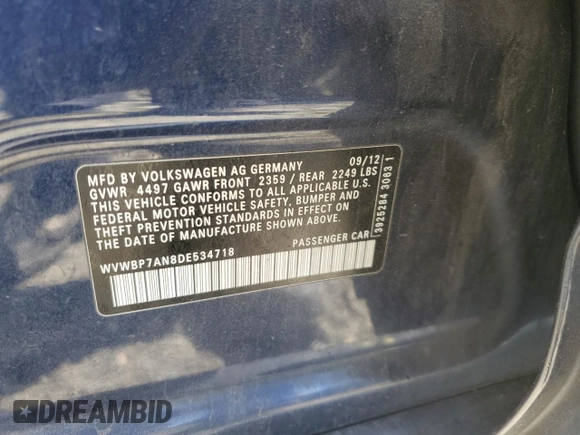 MFD BY VOLKSWAGEN AG GERMANY 09/12
GVWR 4497 GAWR FRONT 2359 / REAR 2249 LBS
THIS VEHICLE CONFORMS TO ALL APPLICABLE U.S.
FEDERAL MOTOR VEHICLE SAFETY, BUMPER AND
THEFT PREVENTION STANDARDS IN EFFECT ON
THE DATE OF MANUFACTURE SHOWN ABOVE.
WVWBP7AN8DE534718 PASSENGER CAR
3925284 3063 1
DREAMBID